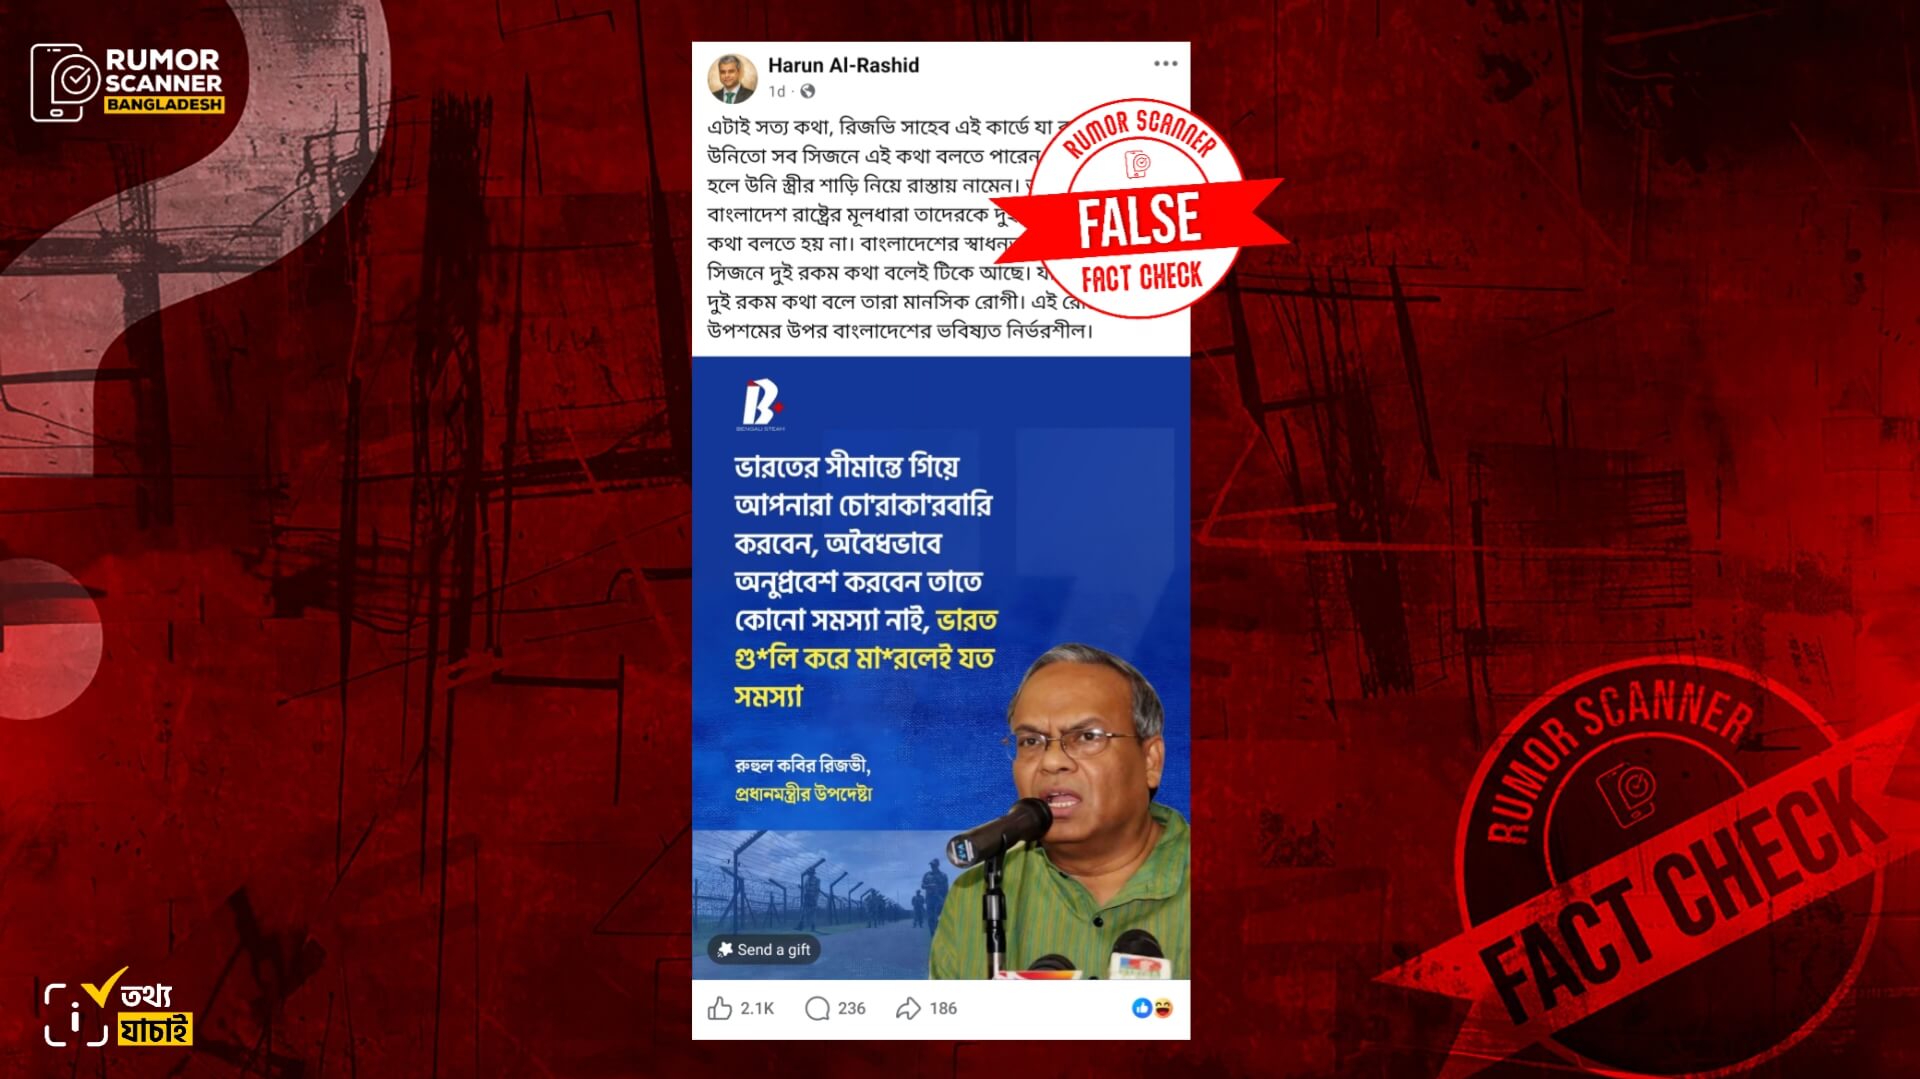 RUMOR
SCANNER
BANGLADESH
Harun Al-Rashid
1d
এটাই সত্য কথা, রিজভি সাহেব এই কার্ডে যা
উনিতো সব সিজনে এই কথা বলতে পারেন
হলে উনি স্ত্রীর শাড়ি নিয়ে রাস্তায় নামেন।
বাংলাদেশ রাষ্ট্রের মূলধারা তাদেরকে
কথা বলতে হয় না। বাংলাদেশের
সিজনে দুই রকম কথা বলেই টিকে আছে।
দুই রকম কথা বলে তারা মানসিক রোগী। এই
উপশমের উপর বাংলাদেশের ভবিষ্যত নির্ভরশীল।
RUMOR SCANNER
FALSE
FACT CHECK
B
BENGALI STEAM
ভারতের সীমান্তে গিয়ে
আপনারা চো'রাকা'রবারি
করবেন, অবৈধভাবে
অনুপ্রবেশ করবেন তাতে
কোনো সমস্যা নাই, ভারত
গু*লি করে মা*রলেই যত
সমস্যা
রুহুল কবির রিজভী,
প্রধানমন্ত্রীর উপদেষ্টা
Send a gift
2.1K 236 186
তথ্য
যাচাই
RUMOR SCANNER
FACT CHECK